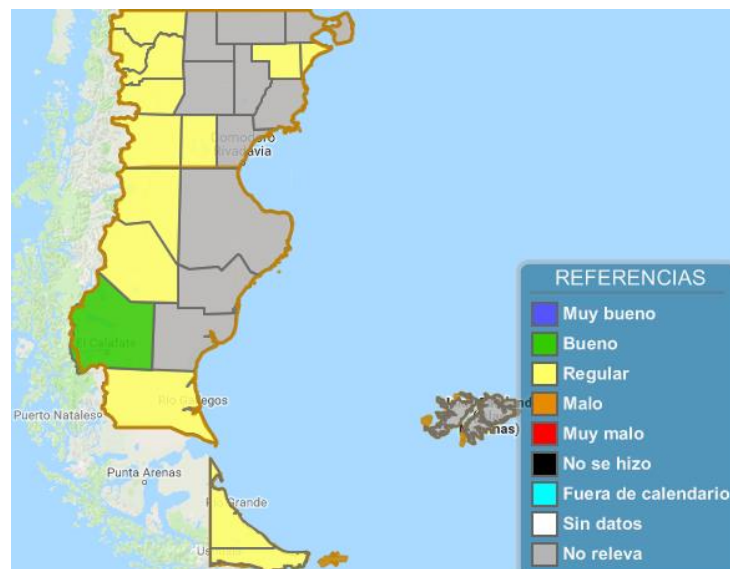 Comodoro
Rivadavia
El Calafate
Río Gallegos
Puerto Natales
Punta Arenas
Río Grande
REFERENCIAS
Muy bueno
Bueno
Regular
Malo
Muy malo
No se hizo
Fuera de calendario
Sin datos
No releva